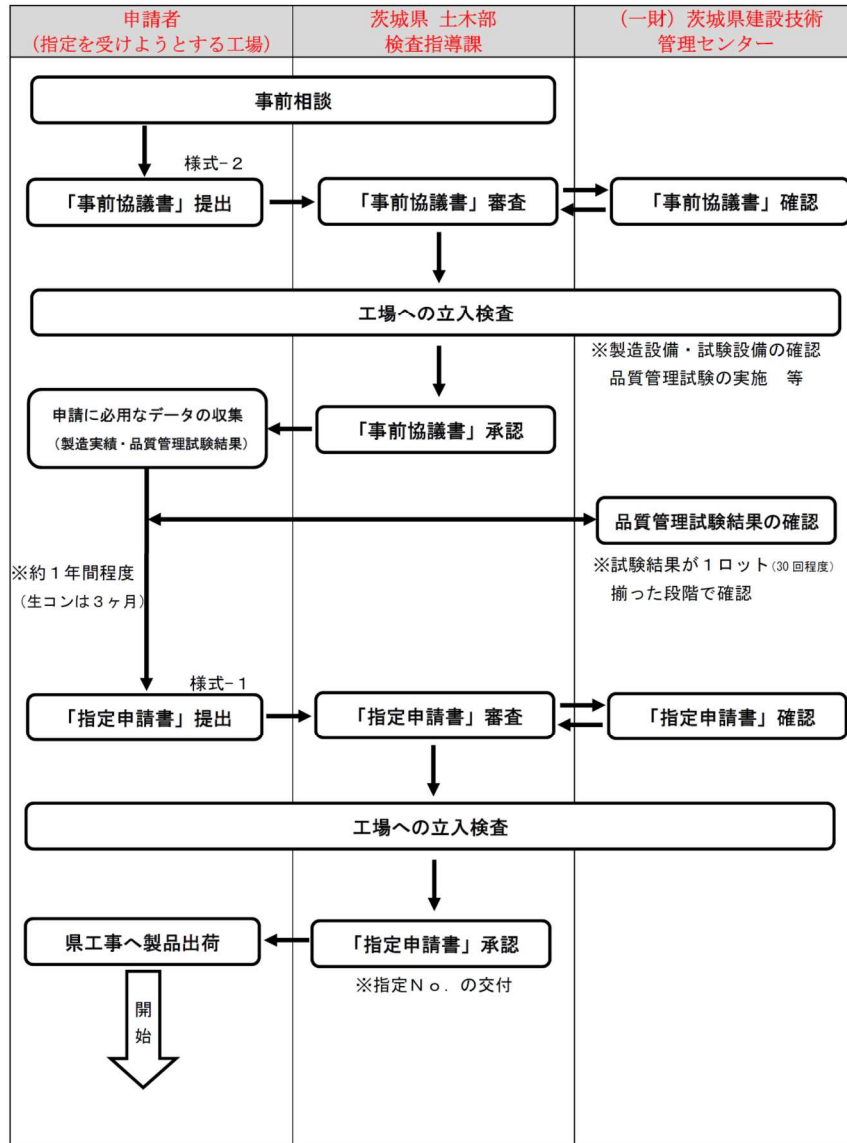 申請者
(指定を受けようとする工場)
茨城県 土木部
検査指導課
(一財)茨城県建設技術
管理センター
事前相談
様式-2
「事前協議書」提出
「事前協議書」審査
「事前協議書」確認
工場への立入検査
※製造設備・試験設備の確認
品質管理試験の実施 等
申請に必用なデータの収集
(製造実績・品質管理試験結果)
「事前協議書」承認
品質管理試験結果の確認
※約1年間程度
(生コンは3ヶ月)
※試験結果が1ロット(30回程度)
揃った段階で確認
様式-1
「指定申請書」提出
「指定申請書」審査
「指定申請書」確認
工場への立入検査
県工事へ製品出荷
「指定申請書」承認
※指定No.の交付
開始